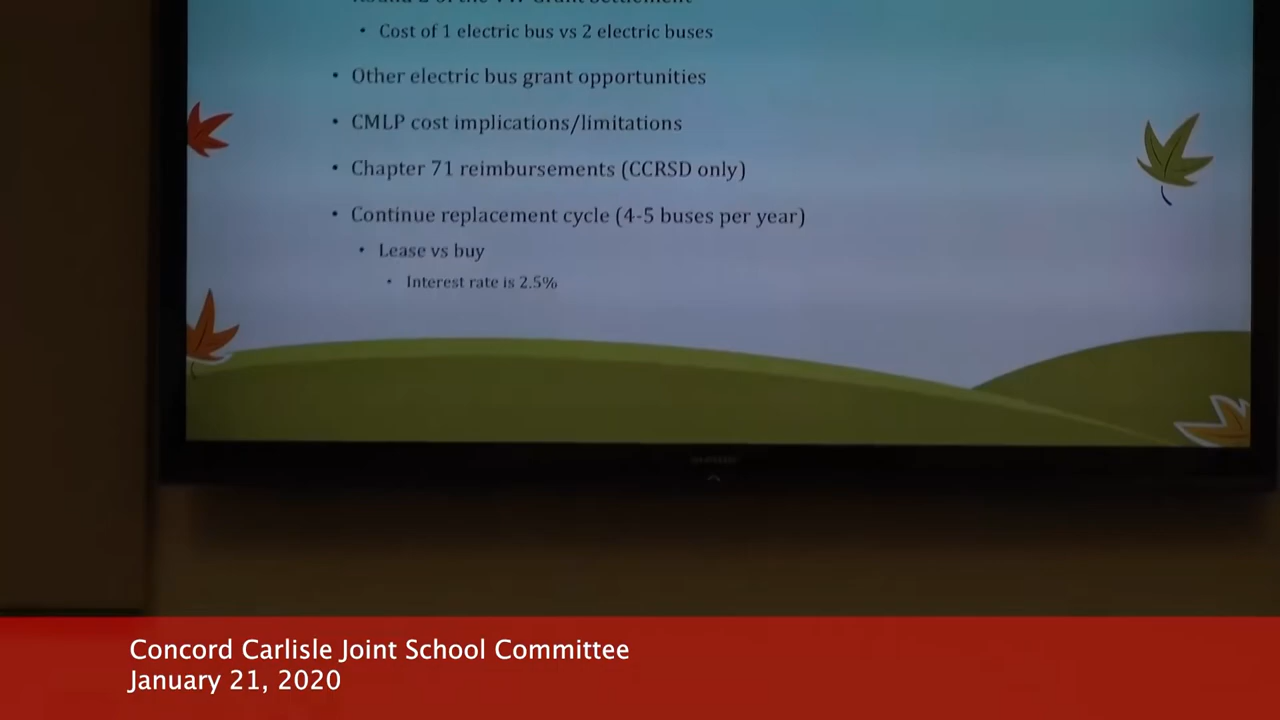 • Cost of 1 electric bus vs 2 electric buses
• Other electric bus grant opportunities
• CMLP cost implications/limitations
• Chapter 71 reimbursements (CCRSD only)
• Continue replacement cycle (4-5 buses per year)
• Lease vs buy
• Interest rate is 2.5%
Concord Carlisle Joint School Committee
January 21, 2020